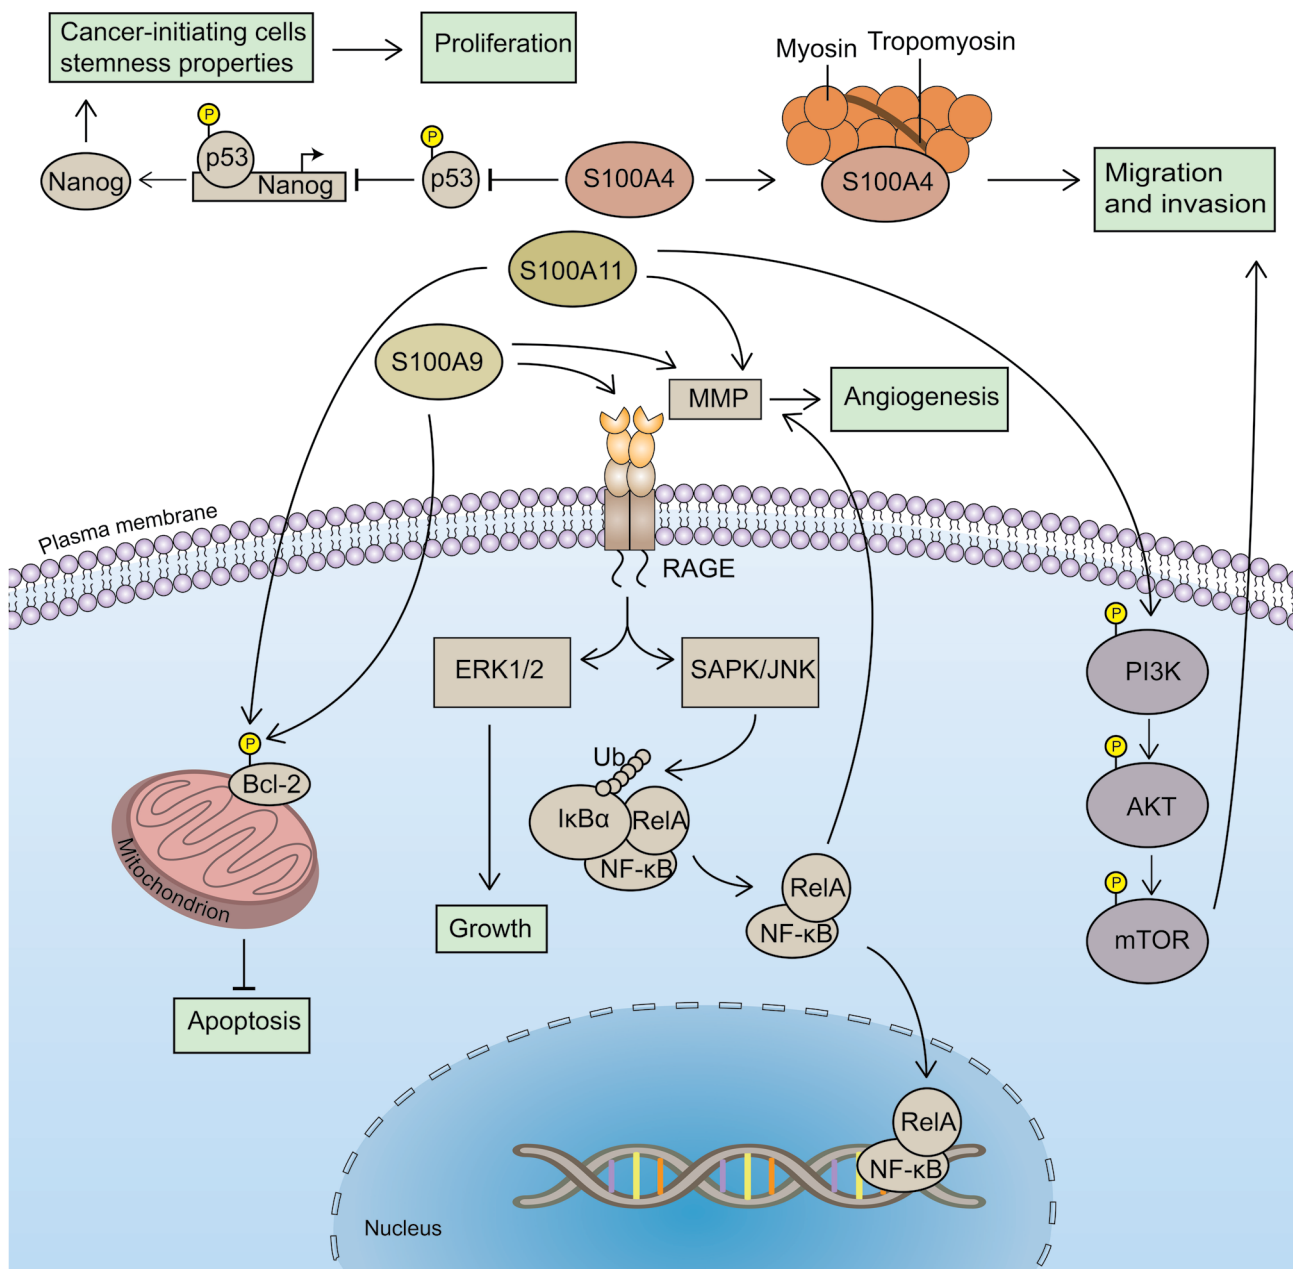 Cancer-initiating cells
stemness properties
Proliferation
Myosin
Tropomyosin
P
p53
Nanog
Nanog
P
p53
S100A4
S100A4
Migration
and invasion
S100A11
S100A9
MMP
Angiogenesis
Plasma membrane
RAGE
ERK1/2
SAPK/JNK
P
PI3K
P
Bcl-2
Mitochondrion
Ub
IκBα
RelA
NF-κB
P
AKT
RelA
NF-κB
P
mTOR
Growth
Apoptosis
RelA
NF-κB
Nucleus